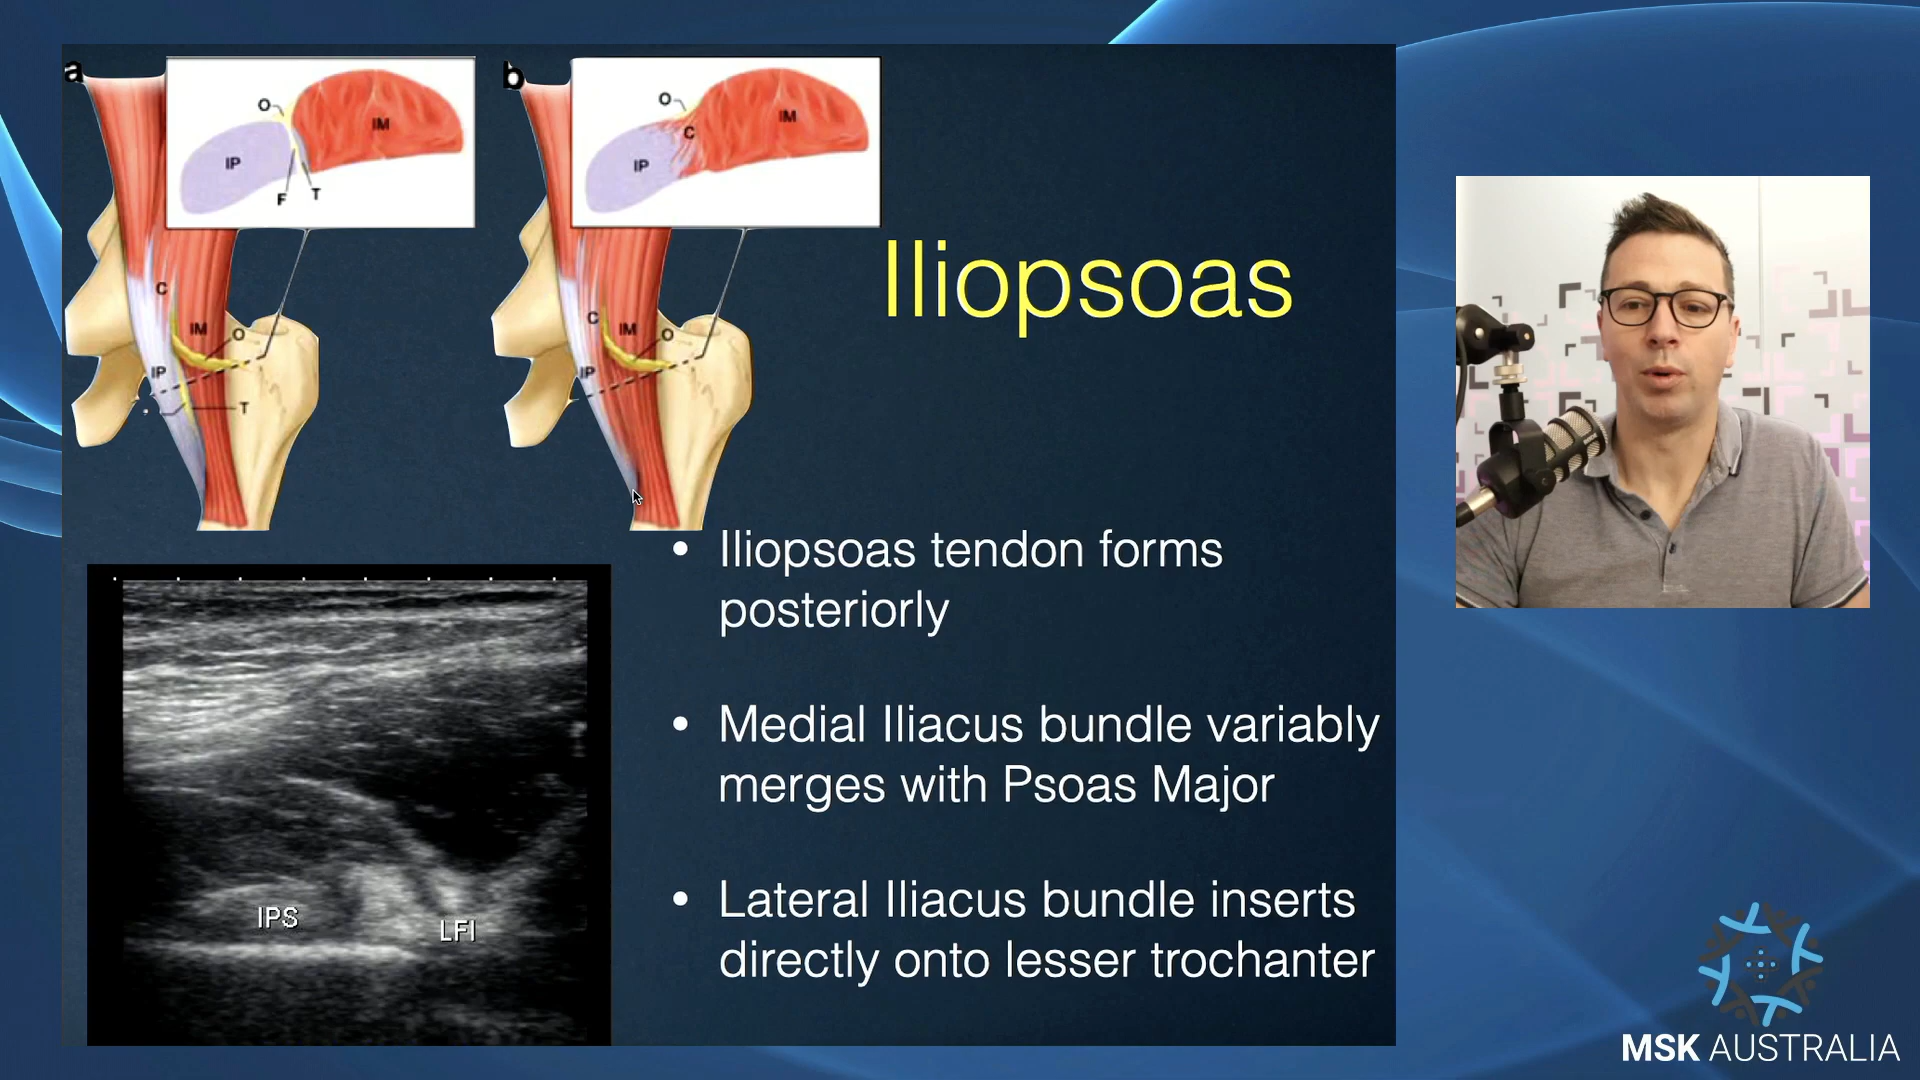 a
O
IM
IP
F
T
C
IM
O
IP
T
b
O
C
IM
IP
C
IM
O
IP
Iliopsoas
• Iliopsoas tendon forms
posteriorly
• Medial Iliacus bundle variably
merges with Psoas Major
• Lateral Iliacus bundle inserts
directly onto lesser trochanter
IPS
LFI
MSK AUSTRALIA